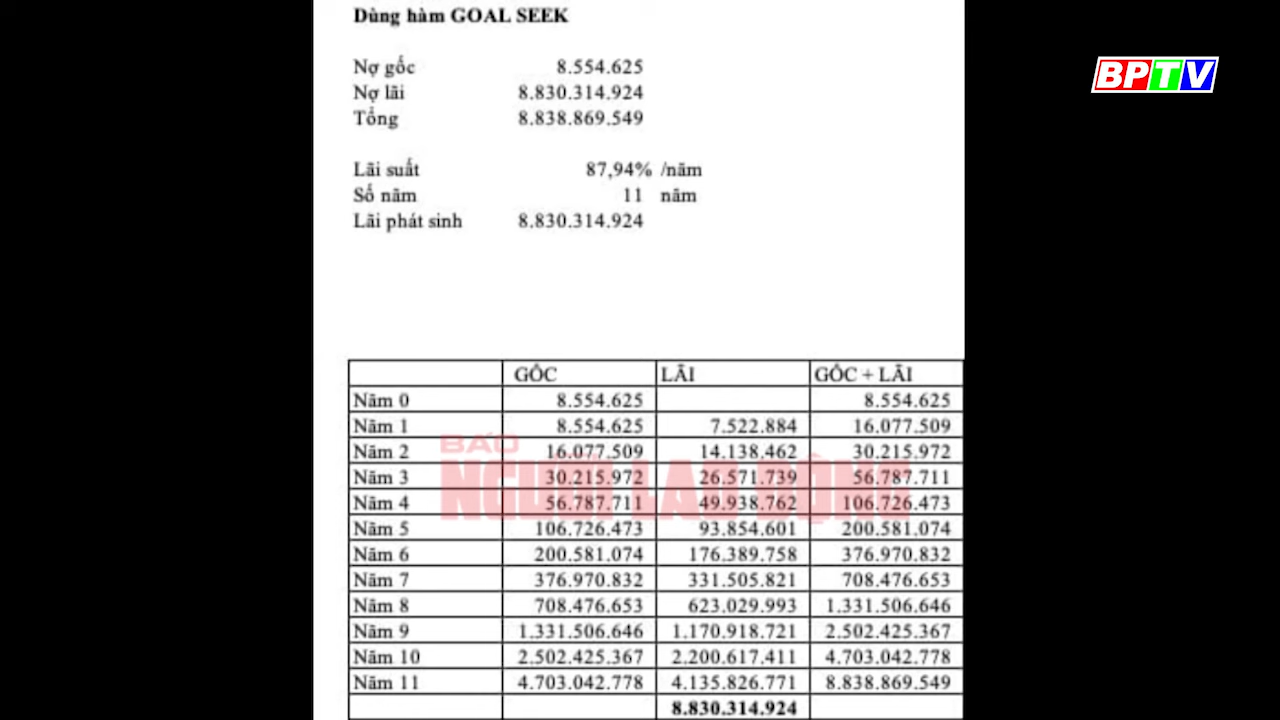 Dùng hàm GOAL SEEK
BPTV
Nợ gốc 8.554.625
Nợ lãi 8.830.314.924
Tổng 8.838.869.549
Lãi suất 87,94% /năm
Số năm 11 năm
Lãi phát sinh 8.830.314.924
GỐC LÃI GỐC + LÃI
Năm 0 8.554.625 8.554.625
Năm 1 8.554.625 7.522.884 16.077.509
Năm 2 16.077.509 14.138.462 30.215.972
Năm 3 30.215.972 26.571.739 56.787.711
Năm 4 56.787.711 49.938.762 106.726.473
Năm 5 106.726.473 93.854.601 200.581.074
Năm 6 200.581.074 176.389.758 376.970.832
Năm 7 376.970.832 331.505.821 708.476.653
Năm 8 708.476.653 623.029.993 1.331.506.646
Năm 9 1.331.506.646 1.170.918.721 2.502.425.367
Năm 10 2.502.425.367 2.200.617.411 4.703.042.778
Năm 11 4.703.042.778 4.135.826.771 8.838.869.549
8.830.314.924
BÁO
NGƯỜI LAO ĐỘNG